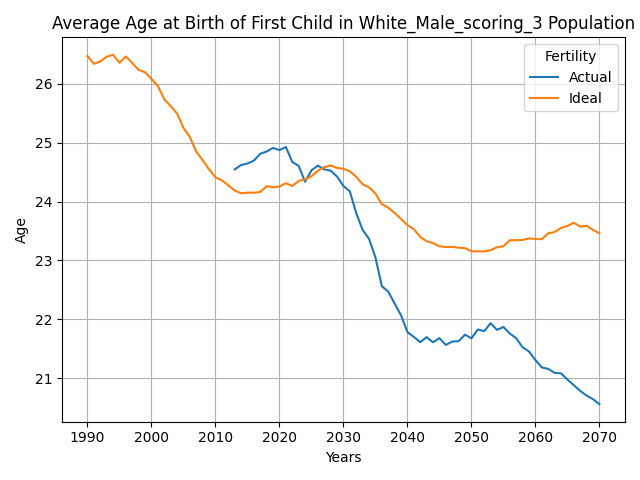 Average Age at Birth of First Child in White_Male_scoring_3 Population
Fertility
Actual
Ideal
Age
26
25
24
23
22
21
1990 2000 2010 2020 2030 2040 2050 2060 2070
Years